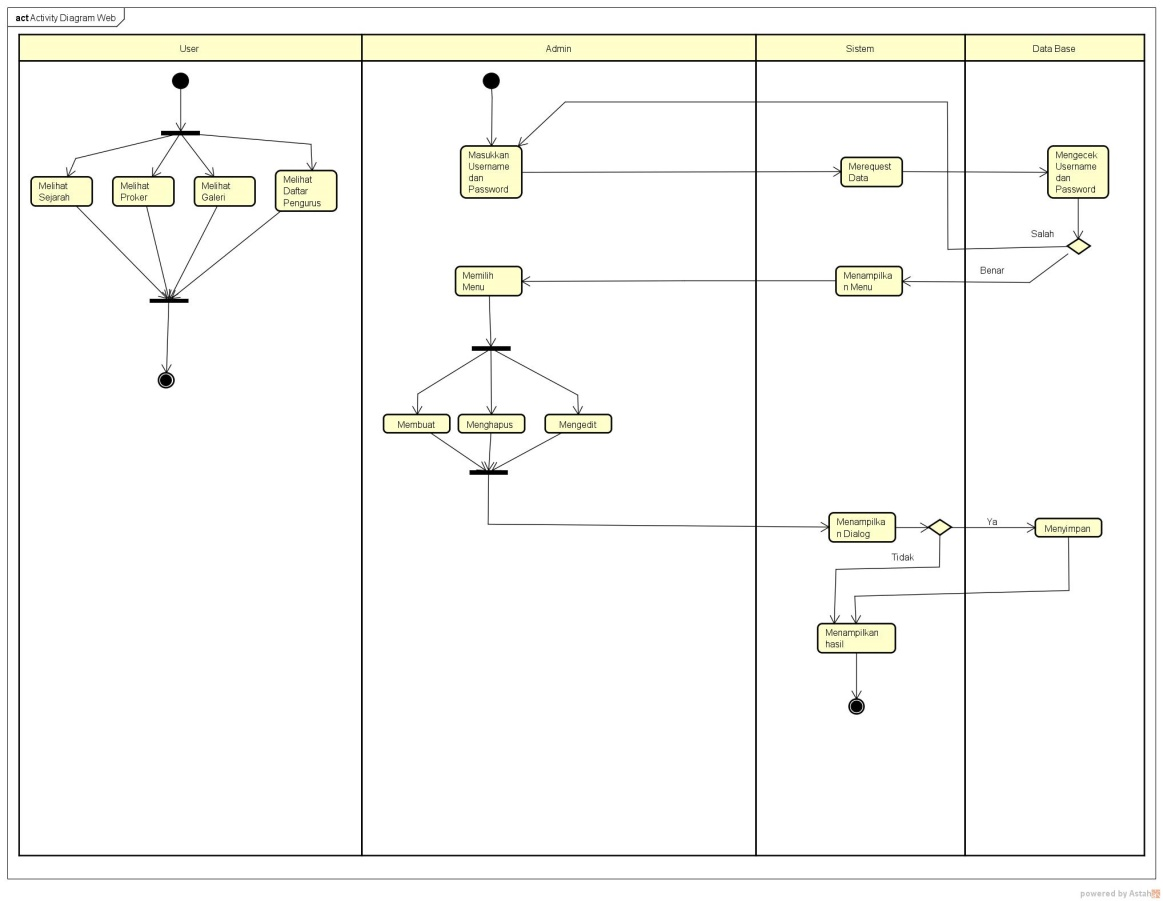 act Activity Diagram Web
User
Admin
Sistem
Data Base
Masukkan
Username
dan
Password
Merequest
Data
Mengecek
Username
dan
Password
Melihat
Sejarah
Melihat
Proker
Melihat
Galeri
Melihat
Daftar
Pengurus
Salah
Benar
Memilih
Menu
Menampilka
n Menu
Membuat
Menghapus
Mengedit
Menampilka
n Dialog
Ya
Menyimpan
Tidak
Menampilkan
hasil
powered by Astah